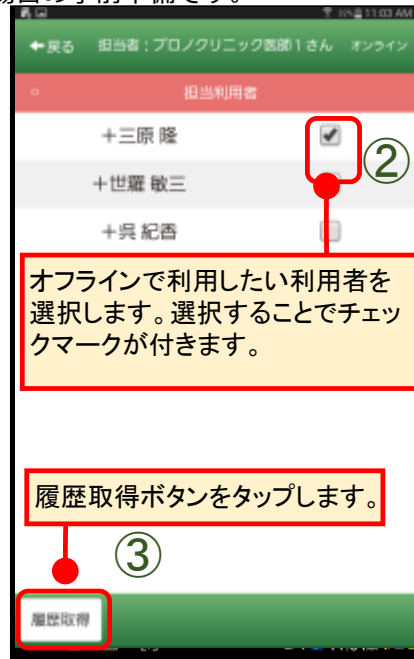 場面の事前準備です。
11:03 AM
戻る 担当者：プロノクリニック医師1さん オンライン
担当利用者
＋三原 隆
②
＋世羅 敏三
＋呉 紀香
オフラインで利用したい利用者を
選択します。選択することでチェッ
クマークが付きます。
履歴取得ボタンをタップします。
③
履歴取得